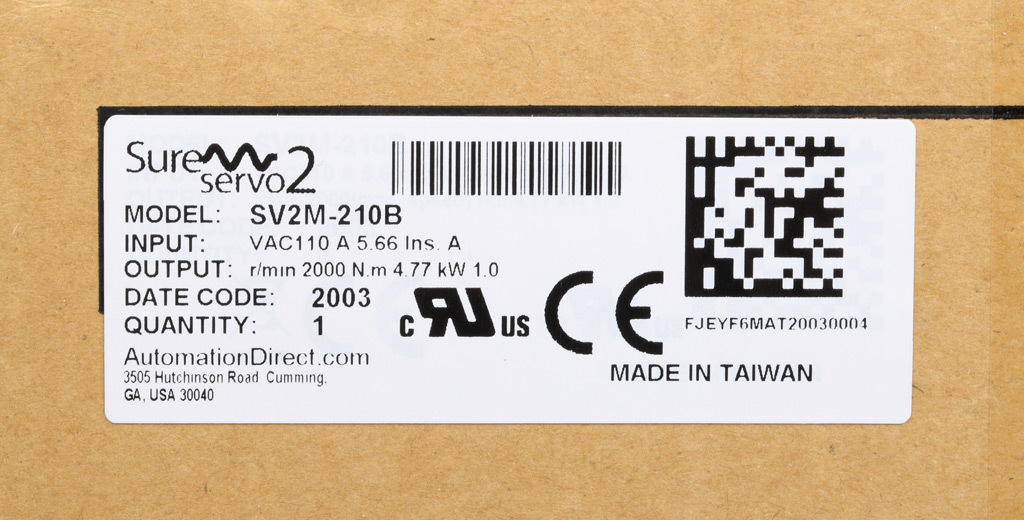 Sure
servo2
MODEL: SV2M-210B
INPUT: VAC110 A 5.66 Ins. A
OUTPUT: r/min 2000 N.m 4.77 kW 1.0
DATE CODE: 2003
QUANTITY: 1
AutomationDirect.com
3505 Hutchinson Road Cumming,
GA, USA 30040
c RU US
CE
FJEYF6MAT20030004
MADE IN TAIWAN